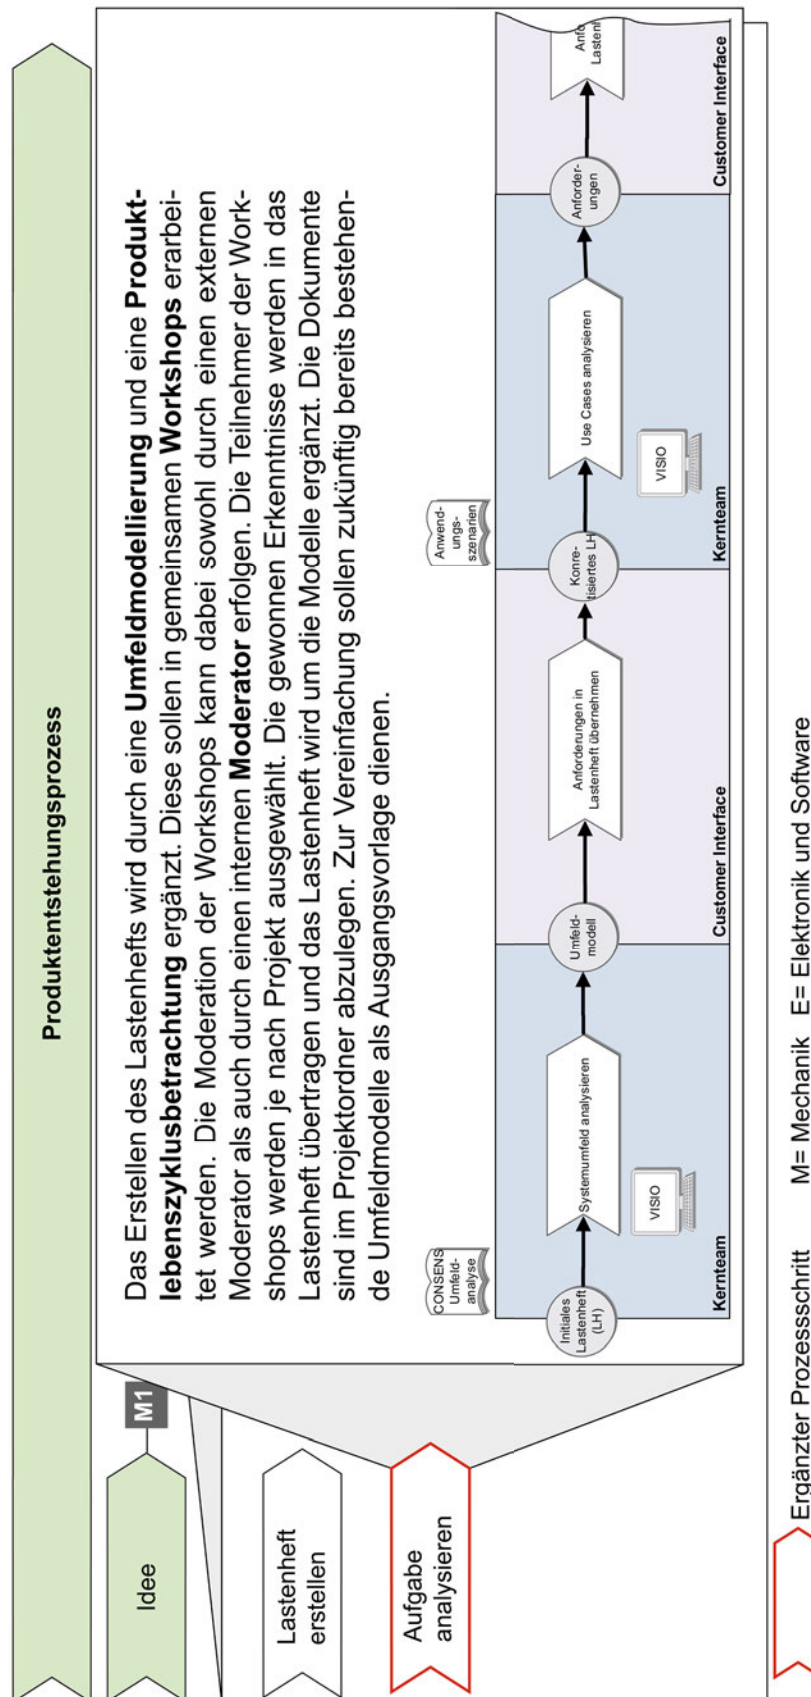 Produktentstehungsprozess
Idee
M1
Lastenheft
erstellen
Aufgabe
analysieren
Das Erstellen des Lastenhefts wird durch eine Umfeldmodellierung und eine Produkt-
lebenszyklusbetrachtung ergänzt. Diese sollen in gemeinsamen Workshops erarbei-
tet werden. Die Moderation der Workshops kann dabei sowohl durch einen externen
Moderator als auch durch einen internen Moderator erfolgen. Die Teilnehmer der Work-
shops werden je nach Projekt ausgewählt. Die gewonnen Erkenntnisse werden in das
Lastenheft übertragen und das Lastenheft wird um die Modelle ergänzt. Die Dokumente
sind im Projektordner abzulegen. Zur Vereinfachung sollen zukünftig bereits bestehen-
de Umfeldmodelle als Ausgangsvorlage dienen.
CONSENS
Umfeld-
analyse
Initiales
Lastenheft
(LH)
Systemumfeld analysieren
VISIO
Kernteam
Umfeld-
modell
Anforderungen in
Lastenheft übernehmen
Customer Interface
Anwend-
ungs-
szenarien
Konkre-
tisiertes LH
Use Cases analysieren
VISIO
Kernteam
Anforder-
ungen
Anfo
Lastenh
Customer Interface
Ergänzter Prozessschritt
M= Mechanik
E= Elektronik und Software